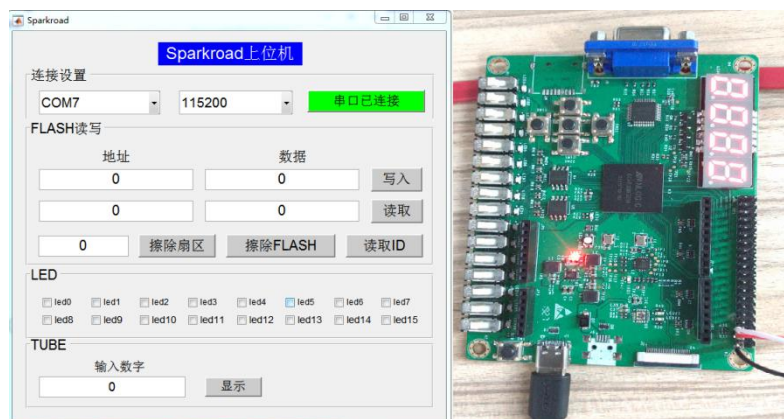 Sparkroad
Sparkroad上位机
连接设置
COM7 115200 串口已连接
FLASH读写
地址 数据
0 0 写入
0 0 读取
0 擦除扇区 擦除FLASH 读取ID
LED
led0 led1 led2 led3 led4 led5 led6 led7
led8 led9 led10 led11 led12 led13 led14 led15
TUBE
输入数字
0 显示